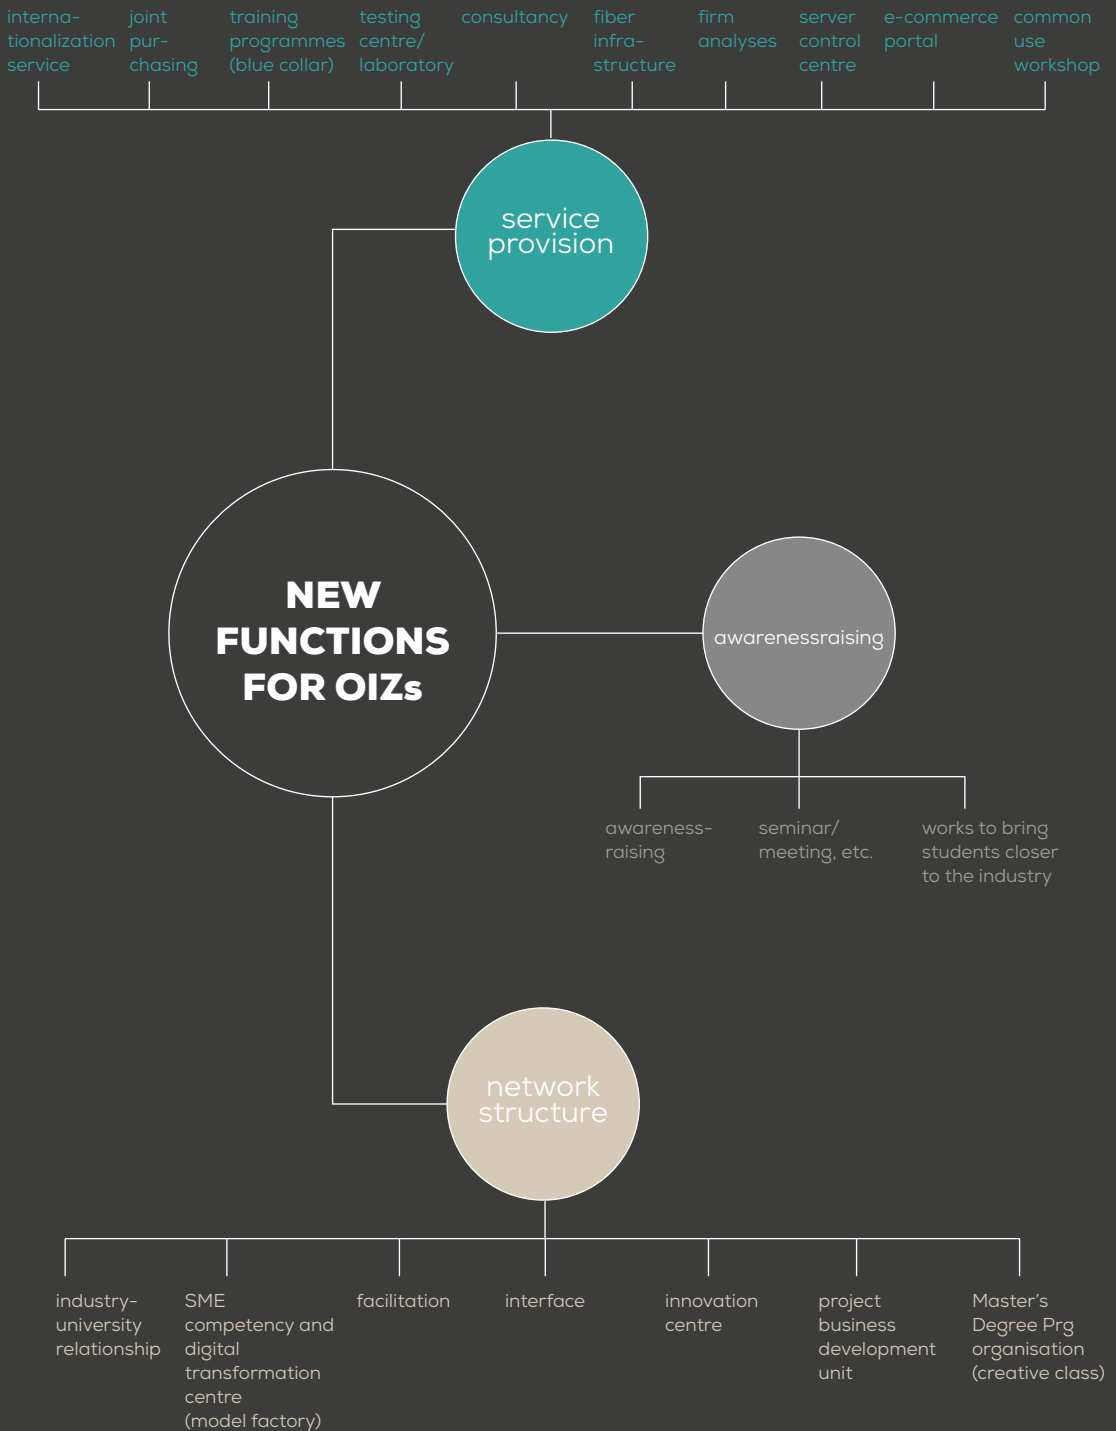 interna-
tionalization
service
joint
pur-
chasing
training
programmes
(blue collar)
testing
centre/
laboratory
consultancy
fiber
infra-
structure
firm
analyses
server
control
centre
e-commerce
portal
common
use
workshop
service
provision
NEW
FUNCTIONS
FOR OIZs
awarenessraising
awareness-
raising
seminar/
meeting, etc.
works to bring
students closer
to the industry
network
structure
industry-
university
relationship
SME
competency and
digital
transformation
centre
(model factory)
facilitation
interface
innovation
centre
project
business
development
unit
Master's
Degree Prg
organisation
(creative class)